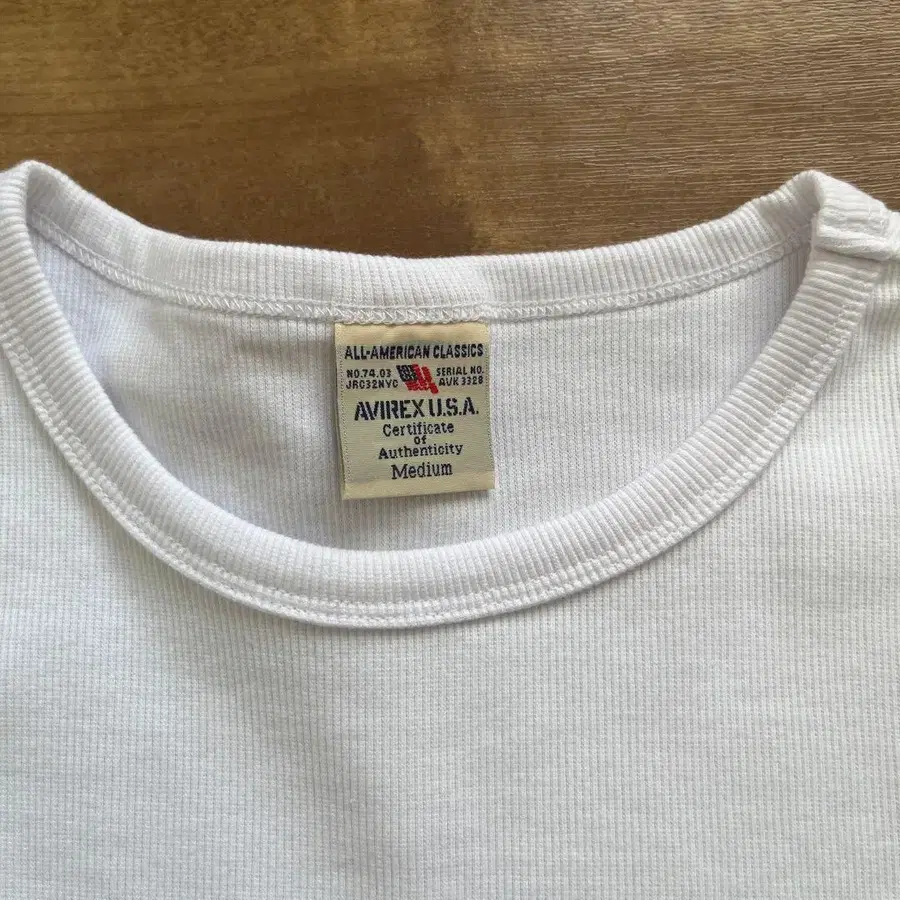 ALL-AMERICAN CLASSICS
NO.74.03 SERIAL NO.
JRC32NYC AVK 3328
AVIREX U.S.A.
Certificate
of
Authenticity
Medium